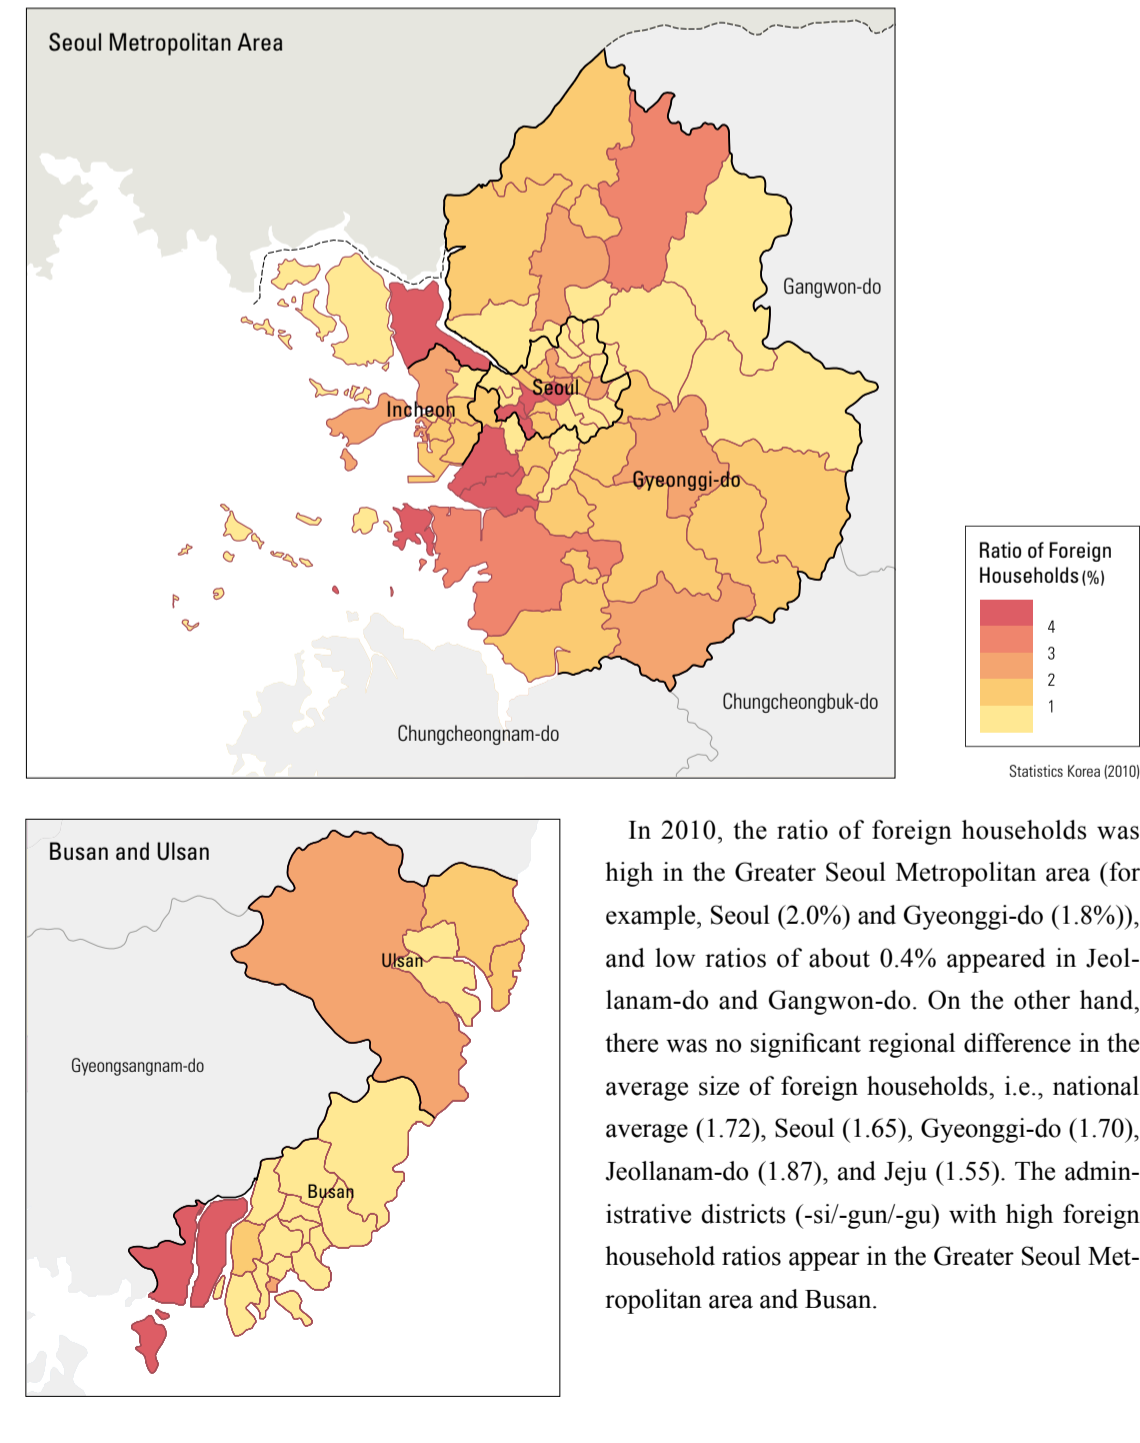 Seoul Metropolitan Area
Gangwon-do
Seoul
Incheon
Gyeonggi-do
Chungcheongbuk-do
Chungcheongnam-do
Ratio of Foreign
Households (%)
4
3
2
1
Statistics Korea (2010)
Busan and Ulsan
Ulsan
Gyeongsangnam-do
Busan
In 2010, the ratio of foreign households was
high in the Greater Seoul Metropolitan area (for
example, Seoul (2.0%) and Gyeonggi-do (1.8%)),
and low ratios of about 0.4% appeared in Jeol-
lanam-do and Gangwon-do. On the other hand,
there was no significant regional difference in the
average size of foreign households, i.e., national
average (1.72), Seoul (1.65), Gyeonggi-do (1.70),
Jeollanam-do (1.87), and Jeju (1.55). The admin-
istrative districts (-si/-gun/-gu) with high foreign
household ratios appear in the Greater Seoul Met-
ropolitan area and Busan.